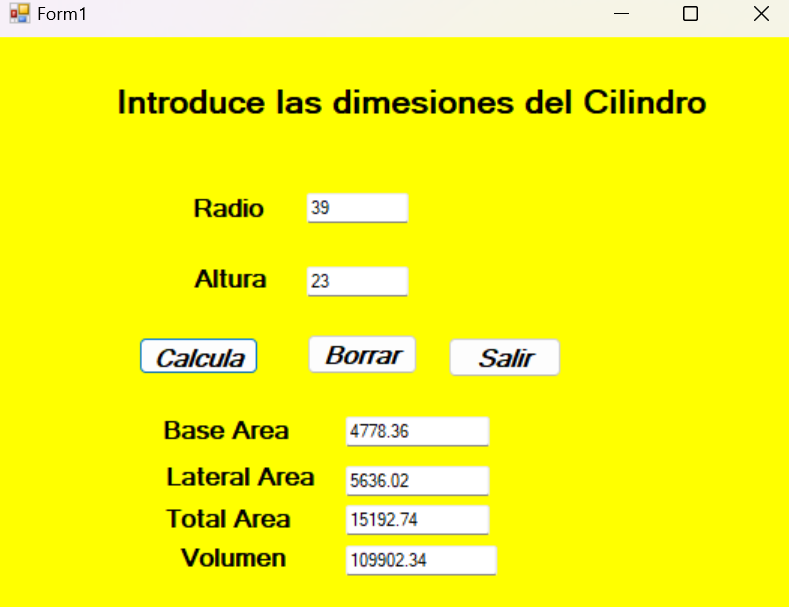 Form1
Introduce las dimesiones del Cilindro
Radio 39
Altura 23
Calcula Borrar Salir
Base Area 4778.36
Lateral Area 5636.02
Total Area 15192.74
Volumen 109902.34